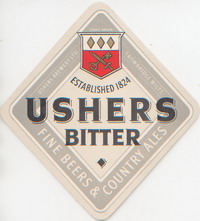 ESTABLISHED 1824
USHERS
BITTER
FINE BEERS & COUNTRY ALES